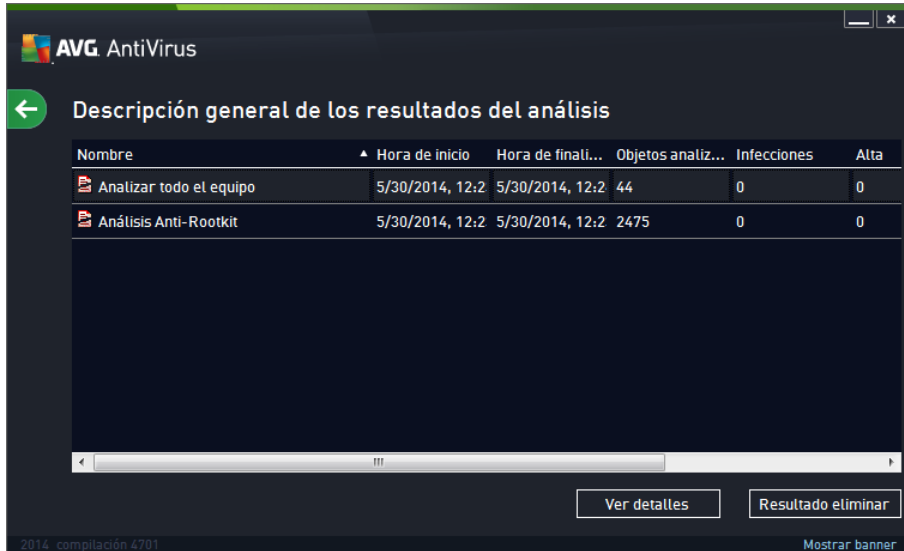 AVG AntiVirus
Descripción general de los resultados del análisis
Nombre Hora de inicio Hora de finali... Objetos analiz... Infecciones Alta
Analizar todo el equipo 5/30/2014, 12:2 5/30/2014, 12:2 44 0 0
Análisis Anti-Rootkit 5/30/2014, 12:2 5/30/2014, 12:2 2475 0 0
Ver detalles Resultado eliminar
2014 compilación 4701 Mostrar banner